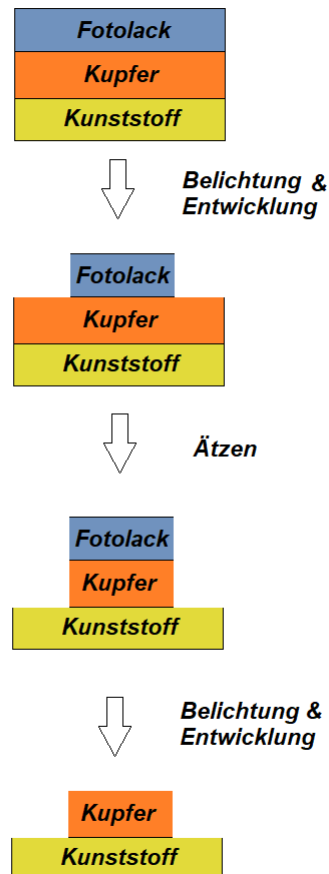 Fotolack
Kupfer
Kunststoff
Belichtung &
Entwicklung
Fotolack
Kupfer
Kunststoff
Ätzen
Fotolack
Kupfer
Kunststoff
Belichtung &
Entwicklung
Kupfer
Kunststoff